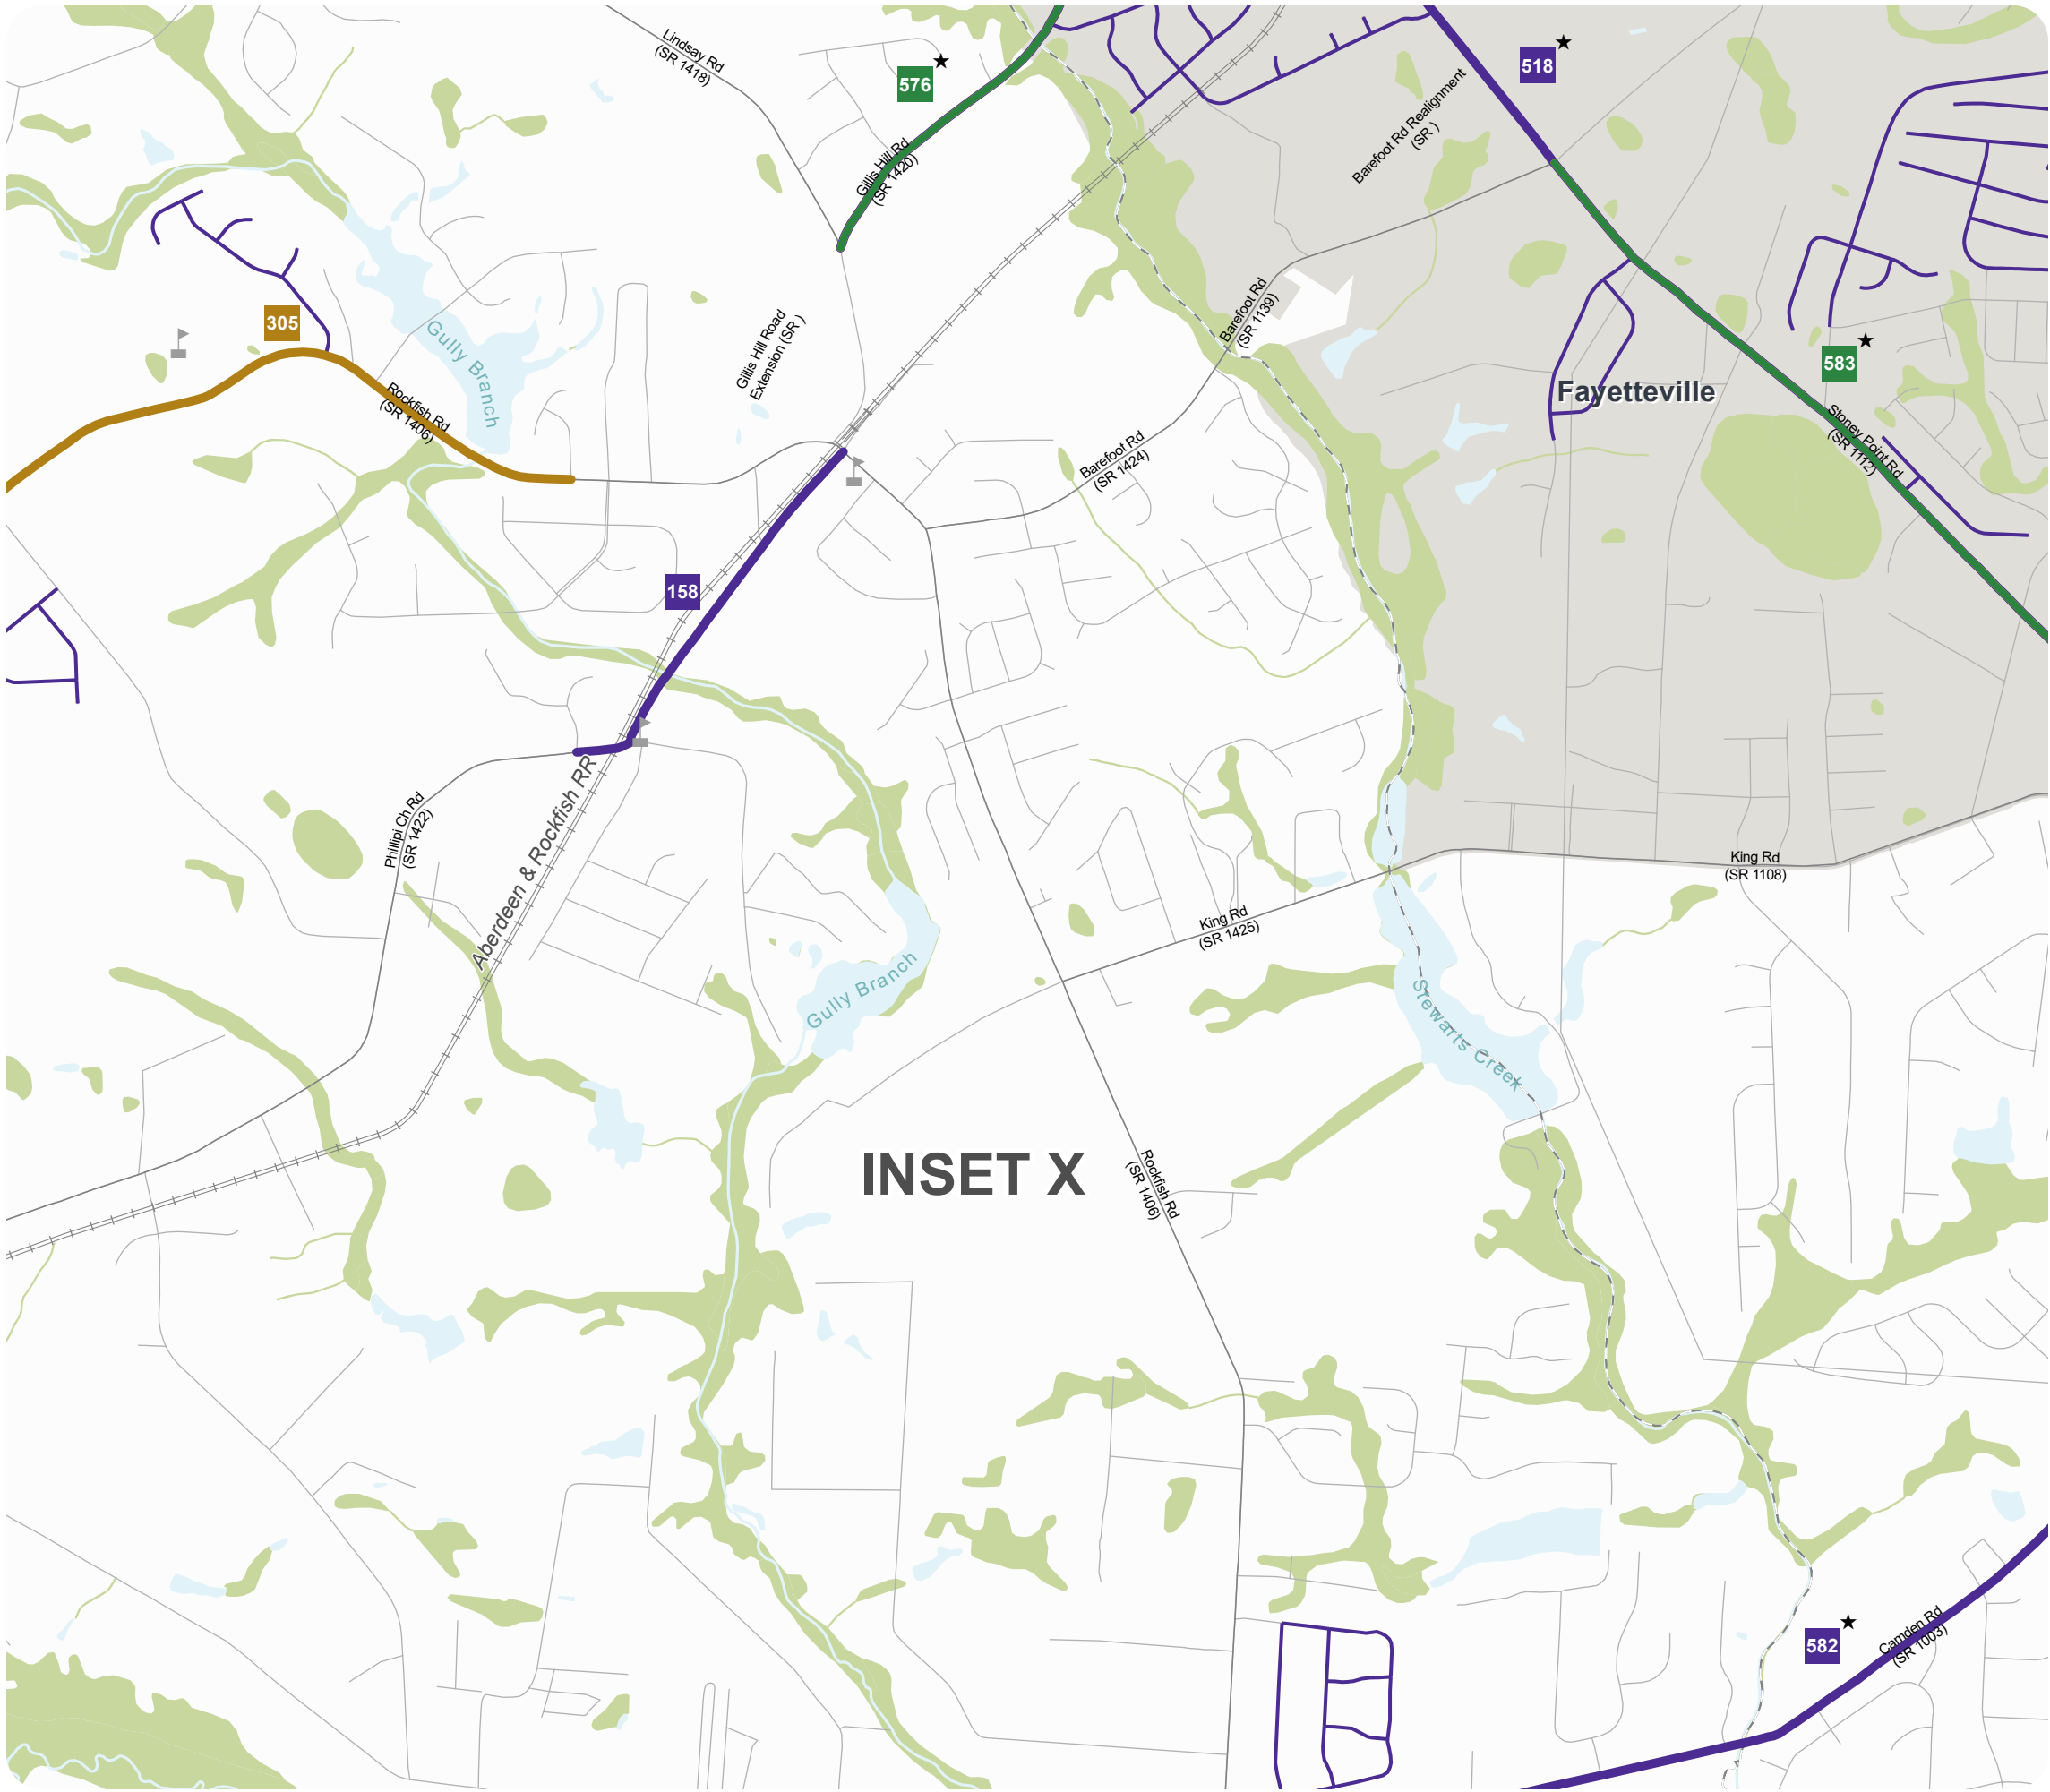 Lindsay Rd
(SR 1418)
576
518
Barefoot Rd Realignment
(SR )
Gillis Hill Rd
(SR 1420)
305
Gully Branch
Gillis Hill Road
Extension (SR )
Barefoot Rd
(SR 1139)
583
Fayetteville
Rockfish Rd
(SR 1406)
Stoney Point Rd
(SR 1112)
Barefoot Rd
(SR 1424)
158
Phillipi Ch Rd
(SR 1422)
Aberdeen & Rockfish RR
King Rd
(SR 1108)
King Rd
(SR 1425)
Gully Branch
Stewarts Creek
INSET X
Rockfish Rd
(SR 1406)
582
Camden Rd
(SR 1003)